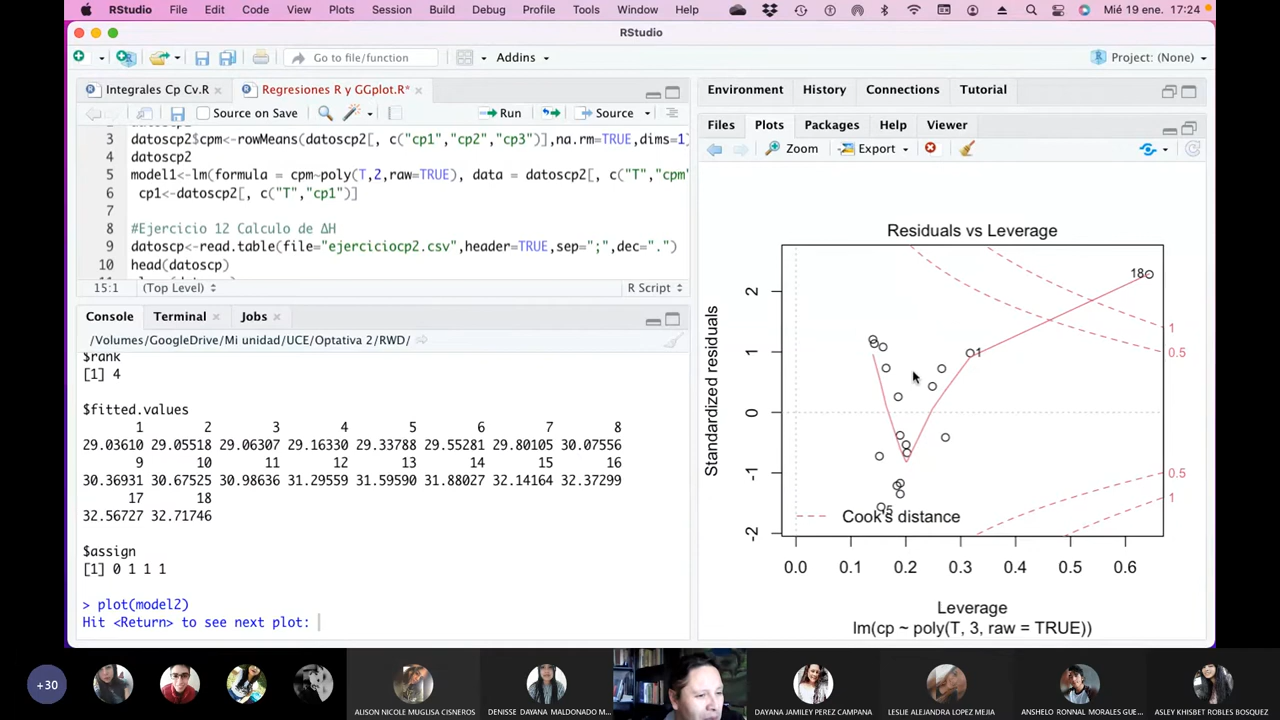 RStudio File Edit Code View Plots Session Build Debug Profile Tools Window Help Mié 19 ene. 17:24
RStudio
Go to file/function Addins Project: (None)
Integrales Cp Cv.R Regresiones R y GGplot.R*
Source on Save Run Source
3 datoscp2$cpm<-rowMeans(datoscp2[, c("cp1","cp2","cp3")],na.rm=TRUE,dims=1)
4 datoscp2
5 model1<-lm(formula = cpm~poly(T,2,raw=TRUE), data = datoscp2[, c("T","cpm"
6 cp1<-datoscp2[, c("T","cp1")]
7
8 #Ejercicio 12 Calculo de ΔH
9 datoscp<-read.table(file="ejerciciocp2.csv",header=TRUE,sep=";",dec=".")
10 head(datoscp)
15:1 (Top Level) R Script
Console Terminal Jobs
/Volumes/GoogleDrive/Mi unidad/UCE/Optativa 2/RWD/
$rank
[1] 4
$fitted.values
1 2 3 4 5 6 7 8
29.03610 29.05518 29.06307 29.16330 29.33788 29.55281 29.80105 30.07556
9 10 11 12 13 14 15 16
30.36931 30.67525 30.98636 31.29559 31.59590 31.88027 32.14164 32.37299
17 18
32.56727 32.71746
$assign
[1] 0 1 1 1
> plot(model2)
Hit <Return> to see next plot:
Environment History Connections Tutorial
Files Plots Packages Help Viewer
Zoom Export
Residuals vs Leverage
Standardized residuals
2
1
0
-1
-2
18
1
5
1
0.5
0.5
1
Cook's distance
0.0 0.1 0.2 0.3 0.4 0.5 0.6
Leverage
lm(cp ~ poly(T, 3, raw = TRUE))
+30
ALISON NICOLE MUGLISA CISNEROS
DENISSE DAYANA MALDONADO M...
DAYANA JAMILEY PEREZ CAMPANA
LESLIE ALEJANDRA LOPEZ MEJIA
ANSHELO RONNAL MORALES GUE...
ASLEY KHISBET ROBLES BOSQUEZ